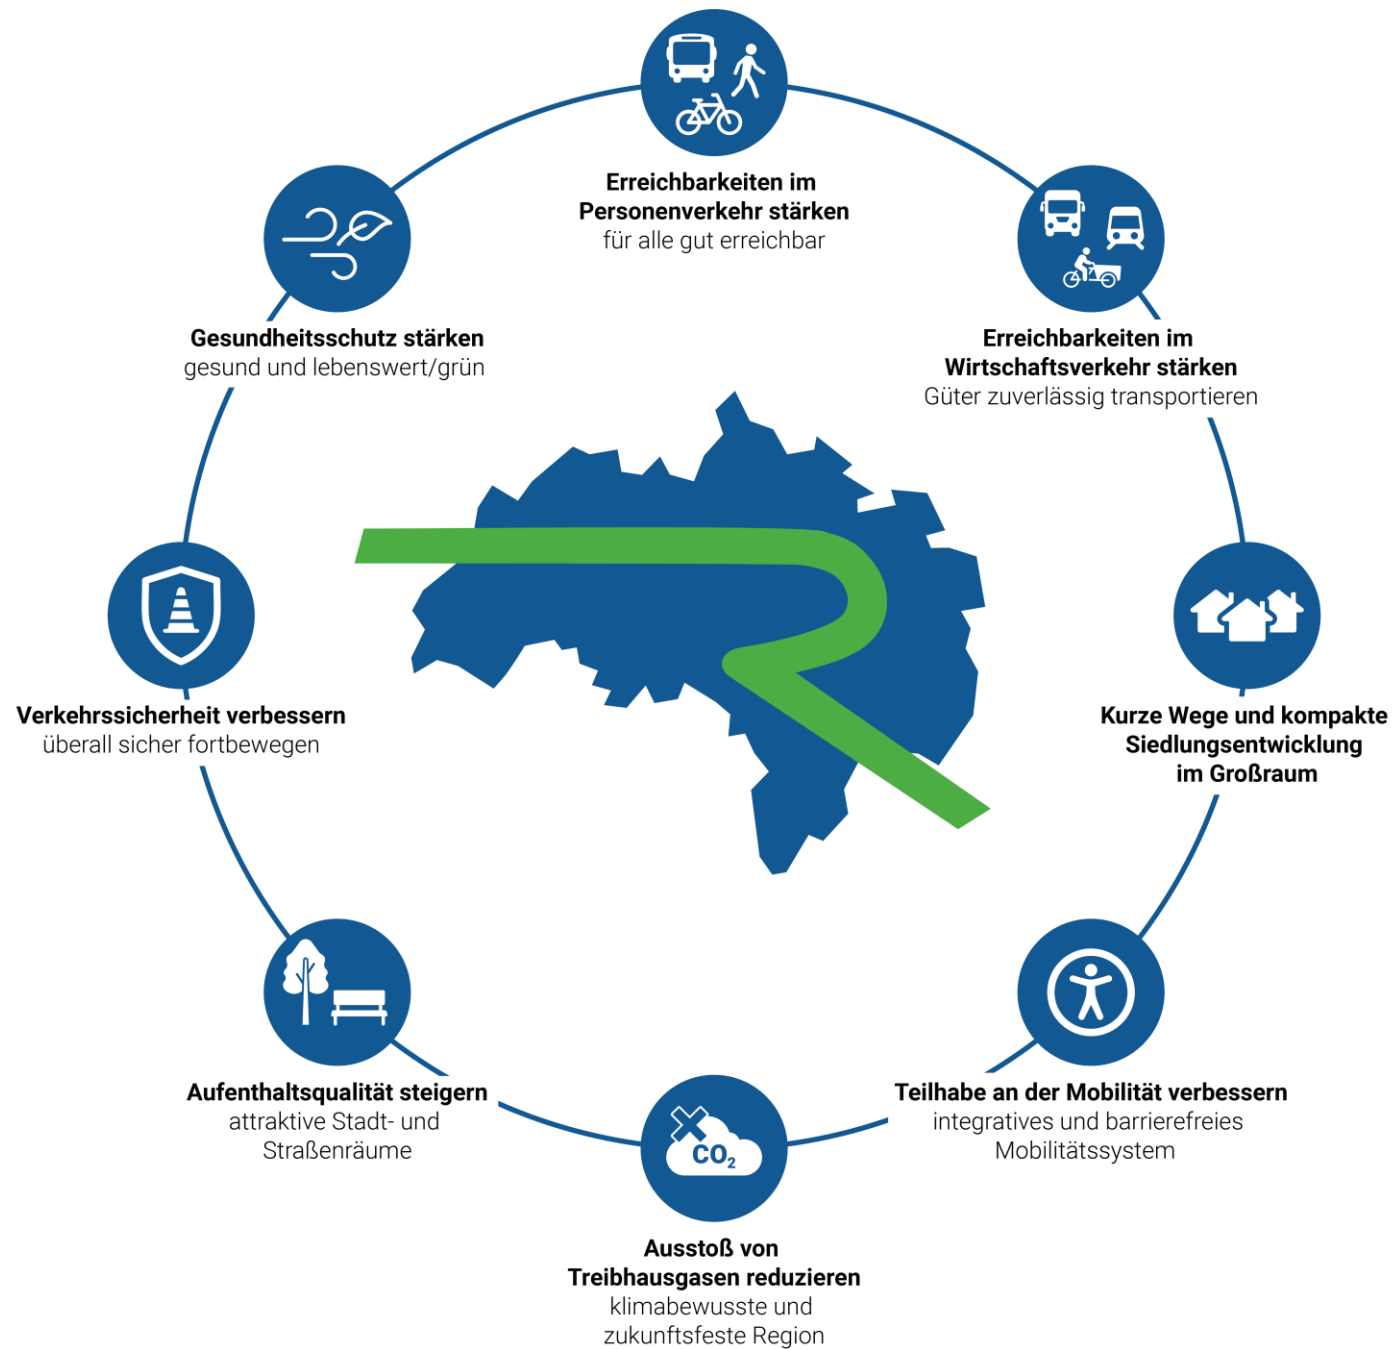 Erreichbarkeiten im
Personenverkehr stärken
für alle gut erreichbar
Erreichbarkeiten im
Wirtschaftsverkehr stärken
Güter zuverlässig transportieren
Kurze Wege und kompakte
Siedlungsentwicklung
im Großraum
Teilhabe an der Mobilität verbessern
integratives und barrierefreies
Mobilitätssystem
CO₂
Ausstoß von
Treibhausgasen reduzieren
klimabewusste und
zukunftsfeste Region
Aufenthaltsqualität steigern
attraktive Stadt- und
Straßenräume
Verkehrssicherheit verbessern
überall sicher fortbewegen
Gesundheitsschutz stärken
gesund und lebenswert/grün